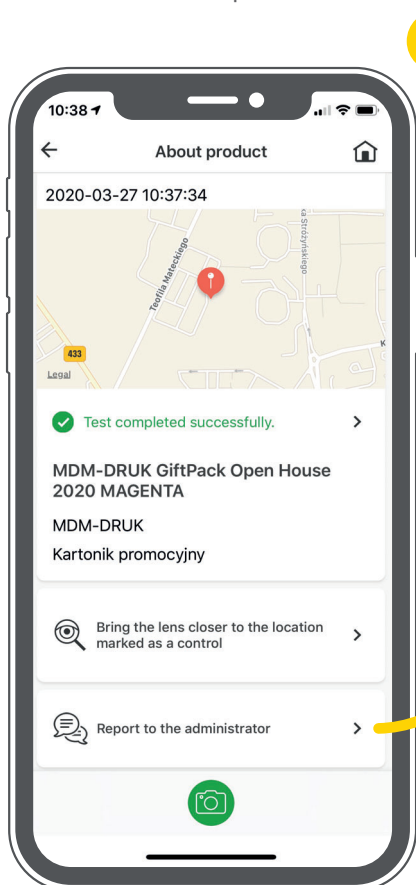 10:38
About product
2020-03-27 10:37:34
Teofila Mateckiego
ka Stróżyńskiego
433
Legal
K
Test completed successfully.
MDM-DRUK GiftPack Open House
2020 MAGENTA
MDM-DRUK
Kartonik promocyjny
Bring the lens closer to the location
marked as a control
Report to the administrator